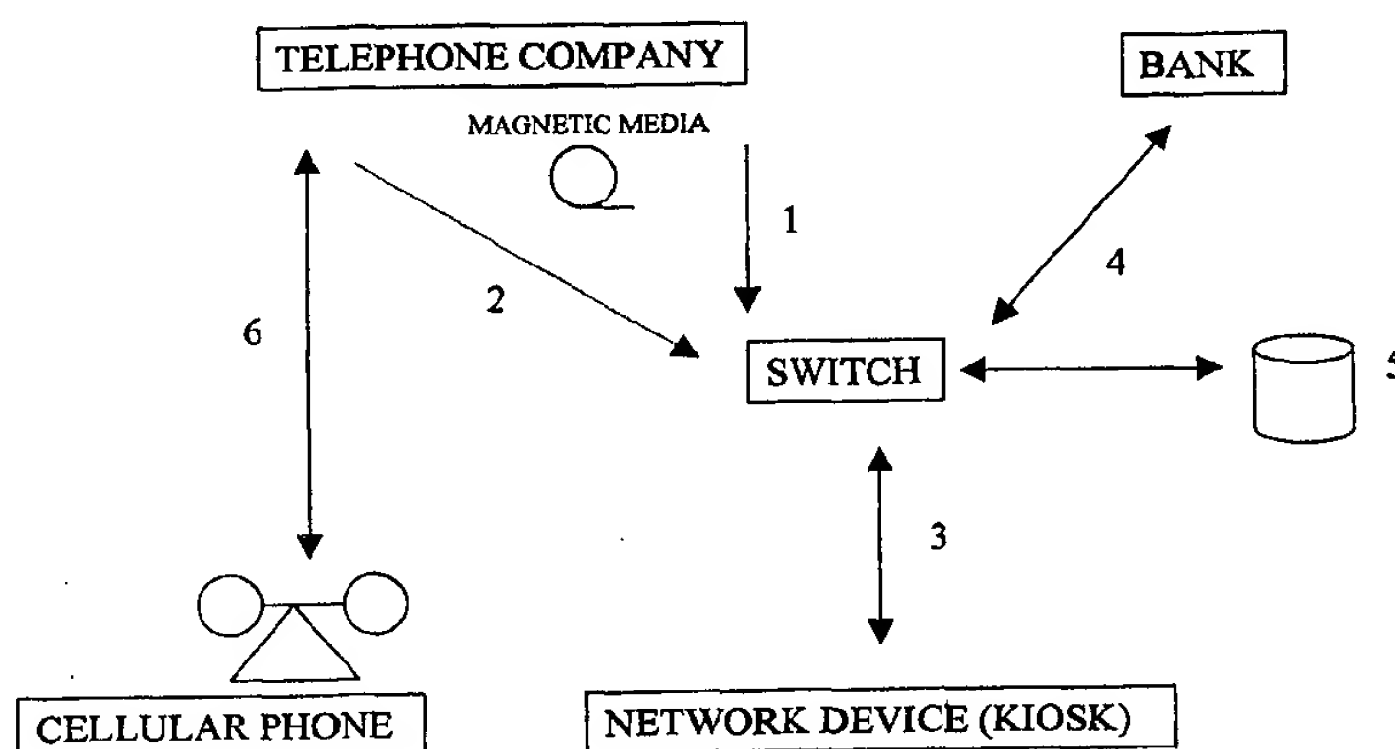 TELEPHONE COMPANY
BANK
MAGNETIC MEDIA
1
4
2
6
SWITCH
5
3
CELLULAR PHONE
NETWORK DEVICE (KIOSK)